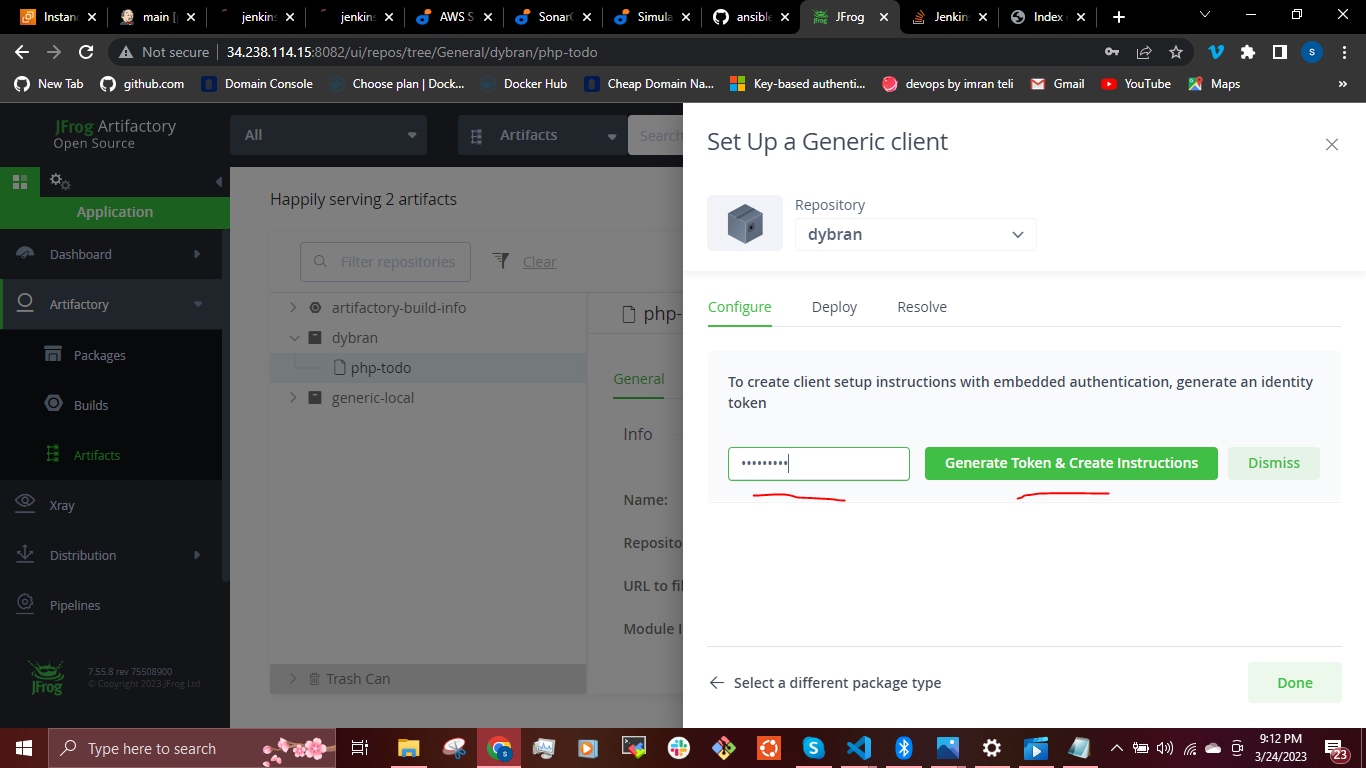 Instanc
main [
jenkins
jenkins
AWS S
SonarQ
Simula
ansible
JFrog
Jenkins
Index
Not secure
34.238.114.15:8082/ui/repos/tree/General/dybran/php-todo
s
New Tab
github.com
Domain Console
Choose plan | Dock...
Docker Hub
Cheap Domain Na...
Key-based authenti...
devops by imran teli
Gmail
YouTube
Maps
»
JFrog Artifactory
Open Source
All
Artifacts
Search
Application
Dashboard
Artifactory
Packages
Builds
Artifacts
Xray
Distribution
Pipelines
JFrog
7.55.8 rev 75508900
© Copyright 2023 JFrog Ltd
Happily serving 2 artifacts
Filter repositories
Clear
artifactory-build-info
dybran
php-todo
generic-local
Trash Can
php-
General
Info
Name:
Reposito
URL to fil
Module I
Set Up a Generic client
Repository
dybran
Configure
Deploy
Resolve
To create client setup instructions with embedded authentication, generate an identity
token
•••••••••
Generate Token & Create Instructions
Dismiss
Select a different package type
Done
Type here to search
9:12 PM
3/24/2023
23